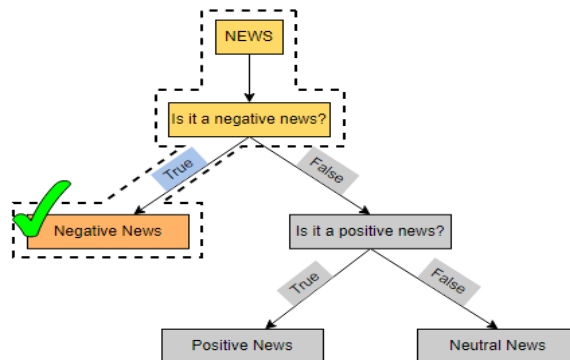 NEWS
Is it a negative news?
True
False
Negative News
Is it a positive news?
True
False
Positive News
Neutral News